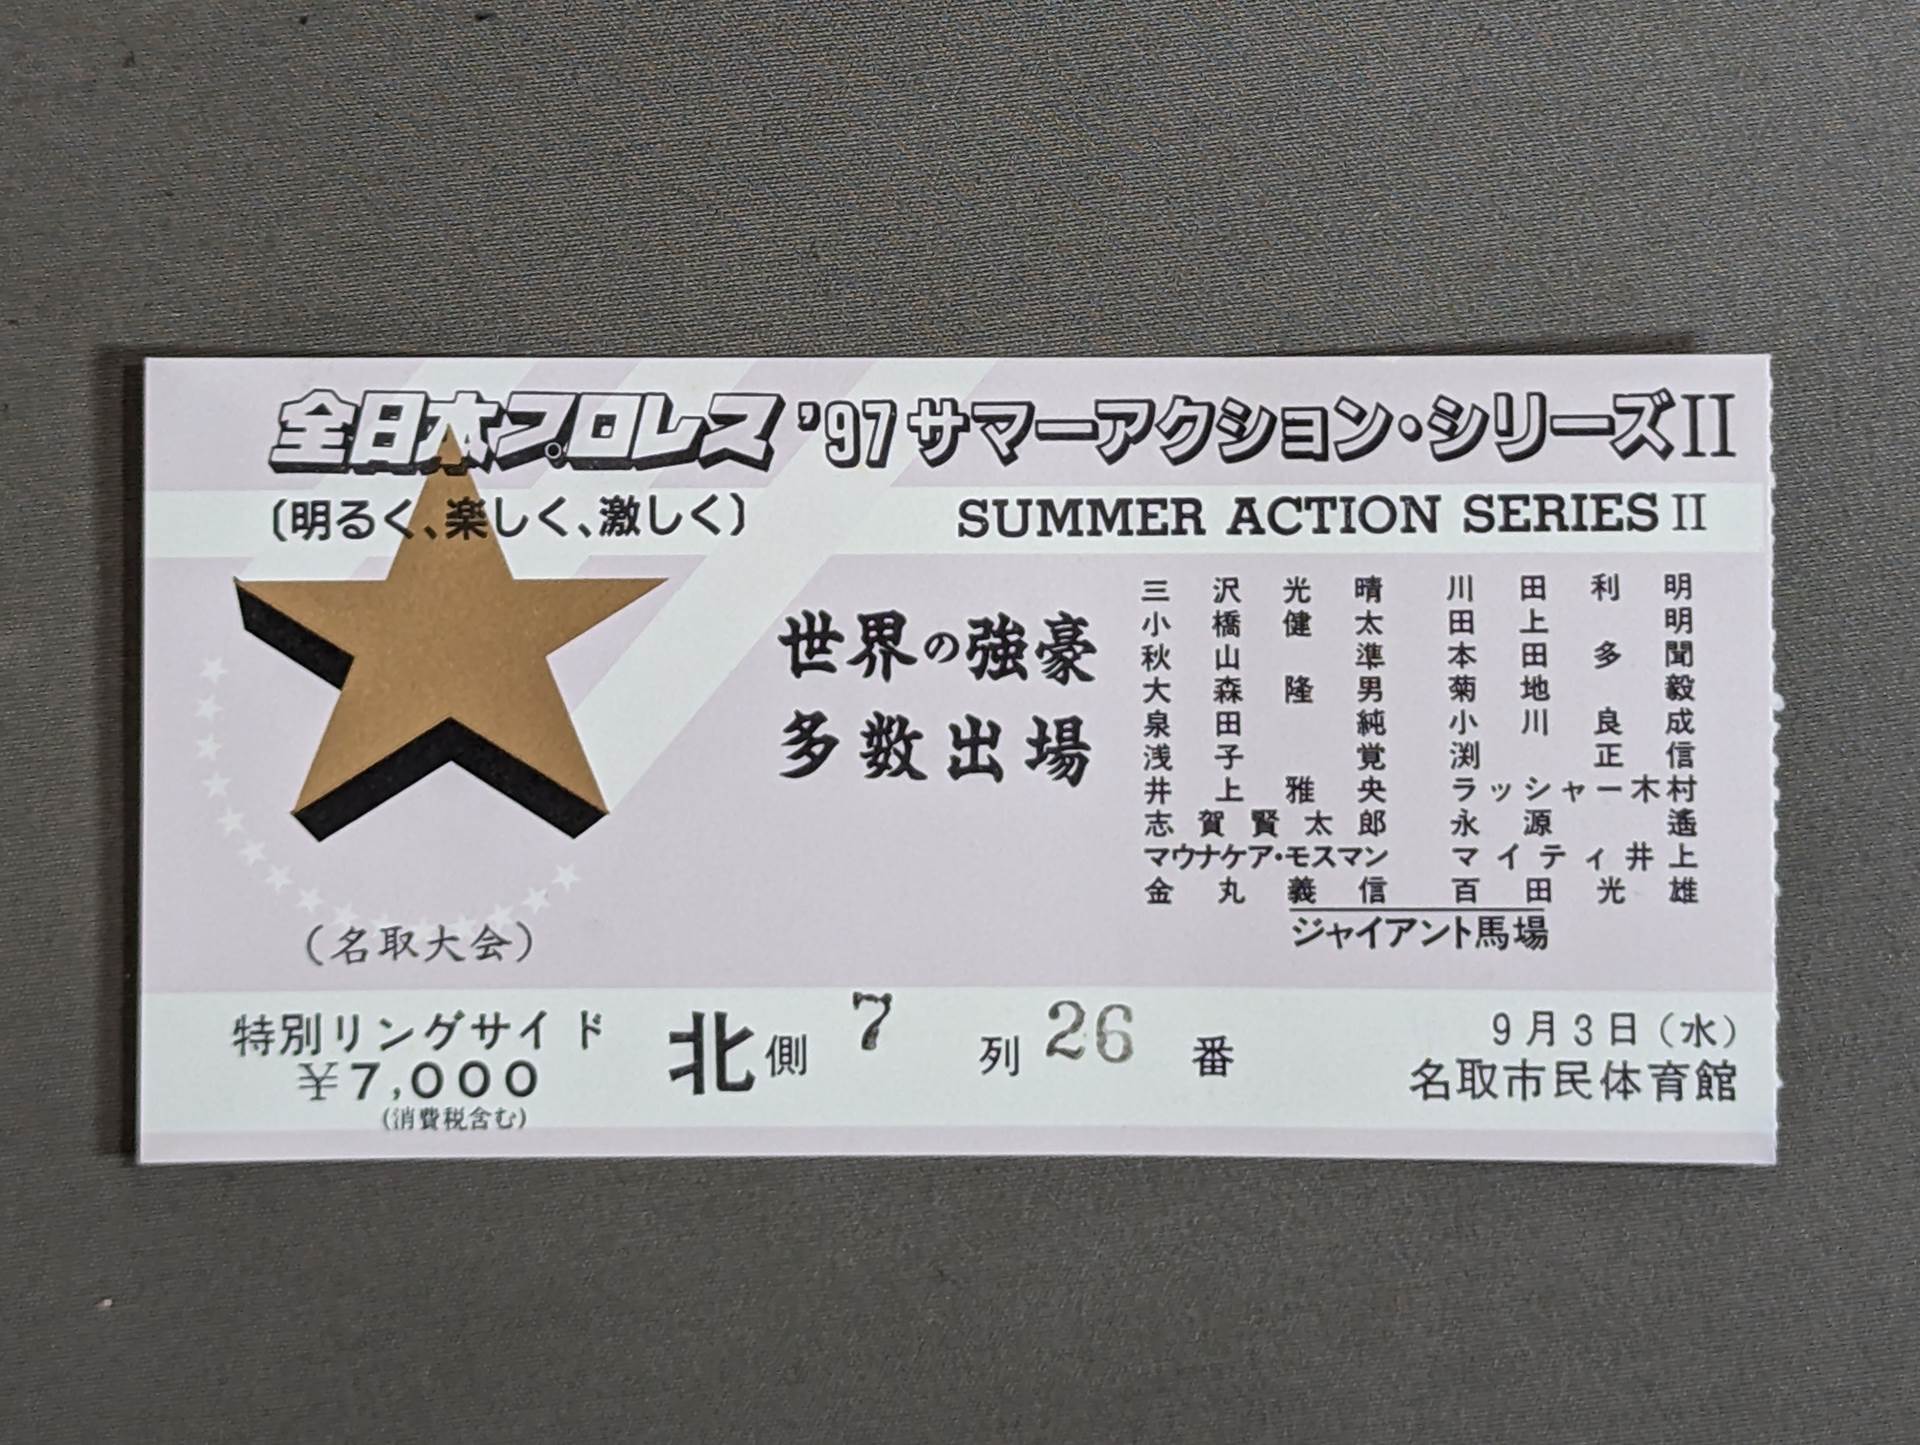 全日本プロレス '97 サマーアクション・シリーズII
〔明るく、楽しく、激しく〕
SUMMER ACTION SERIES II
世界の強豪
多数出場
三沢光晴 川田利明
小橋健太 田上明
秋山準 本田多聞
大森隆男 菊地毅
泉田純 小川良成
浅子覚 渕正信
井上雅央 ラッシャー木村
志賀賢太郎 永源遙
マウナケア・モスマン マイティ井上
金丸義信 百田光雄
ジャイアント馬場
（名取大会）
特別リングサイド
¥7,000
(消費税含む)
北側 7 列 26 番
9月3日（水）
名取市民体育館